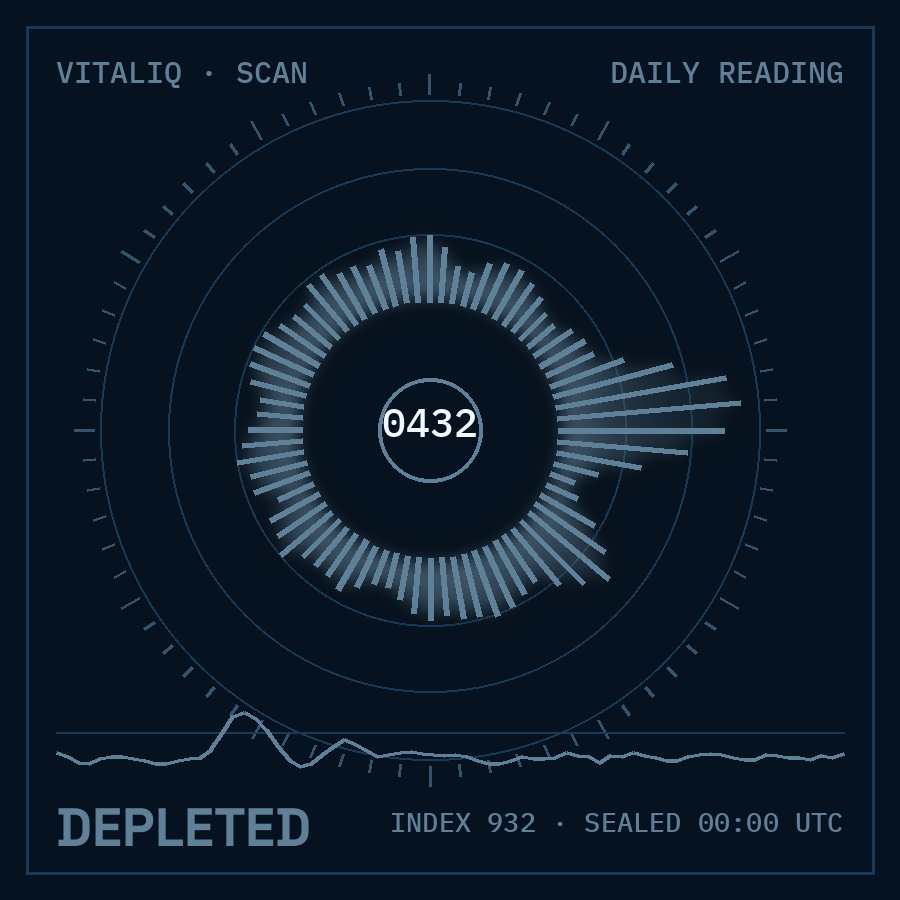 VITALIQ · SCAN
DAILY READING
0432
DEPLETED
INDEX 932 · SEALED 00:00 UTC